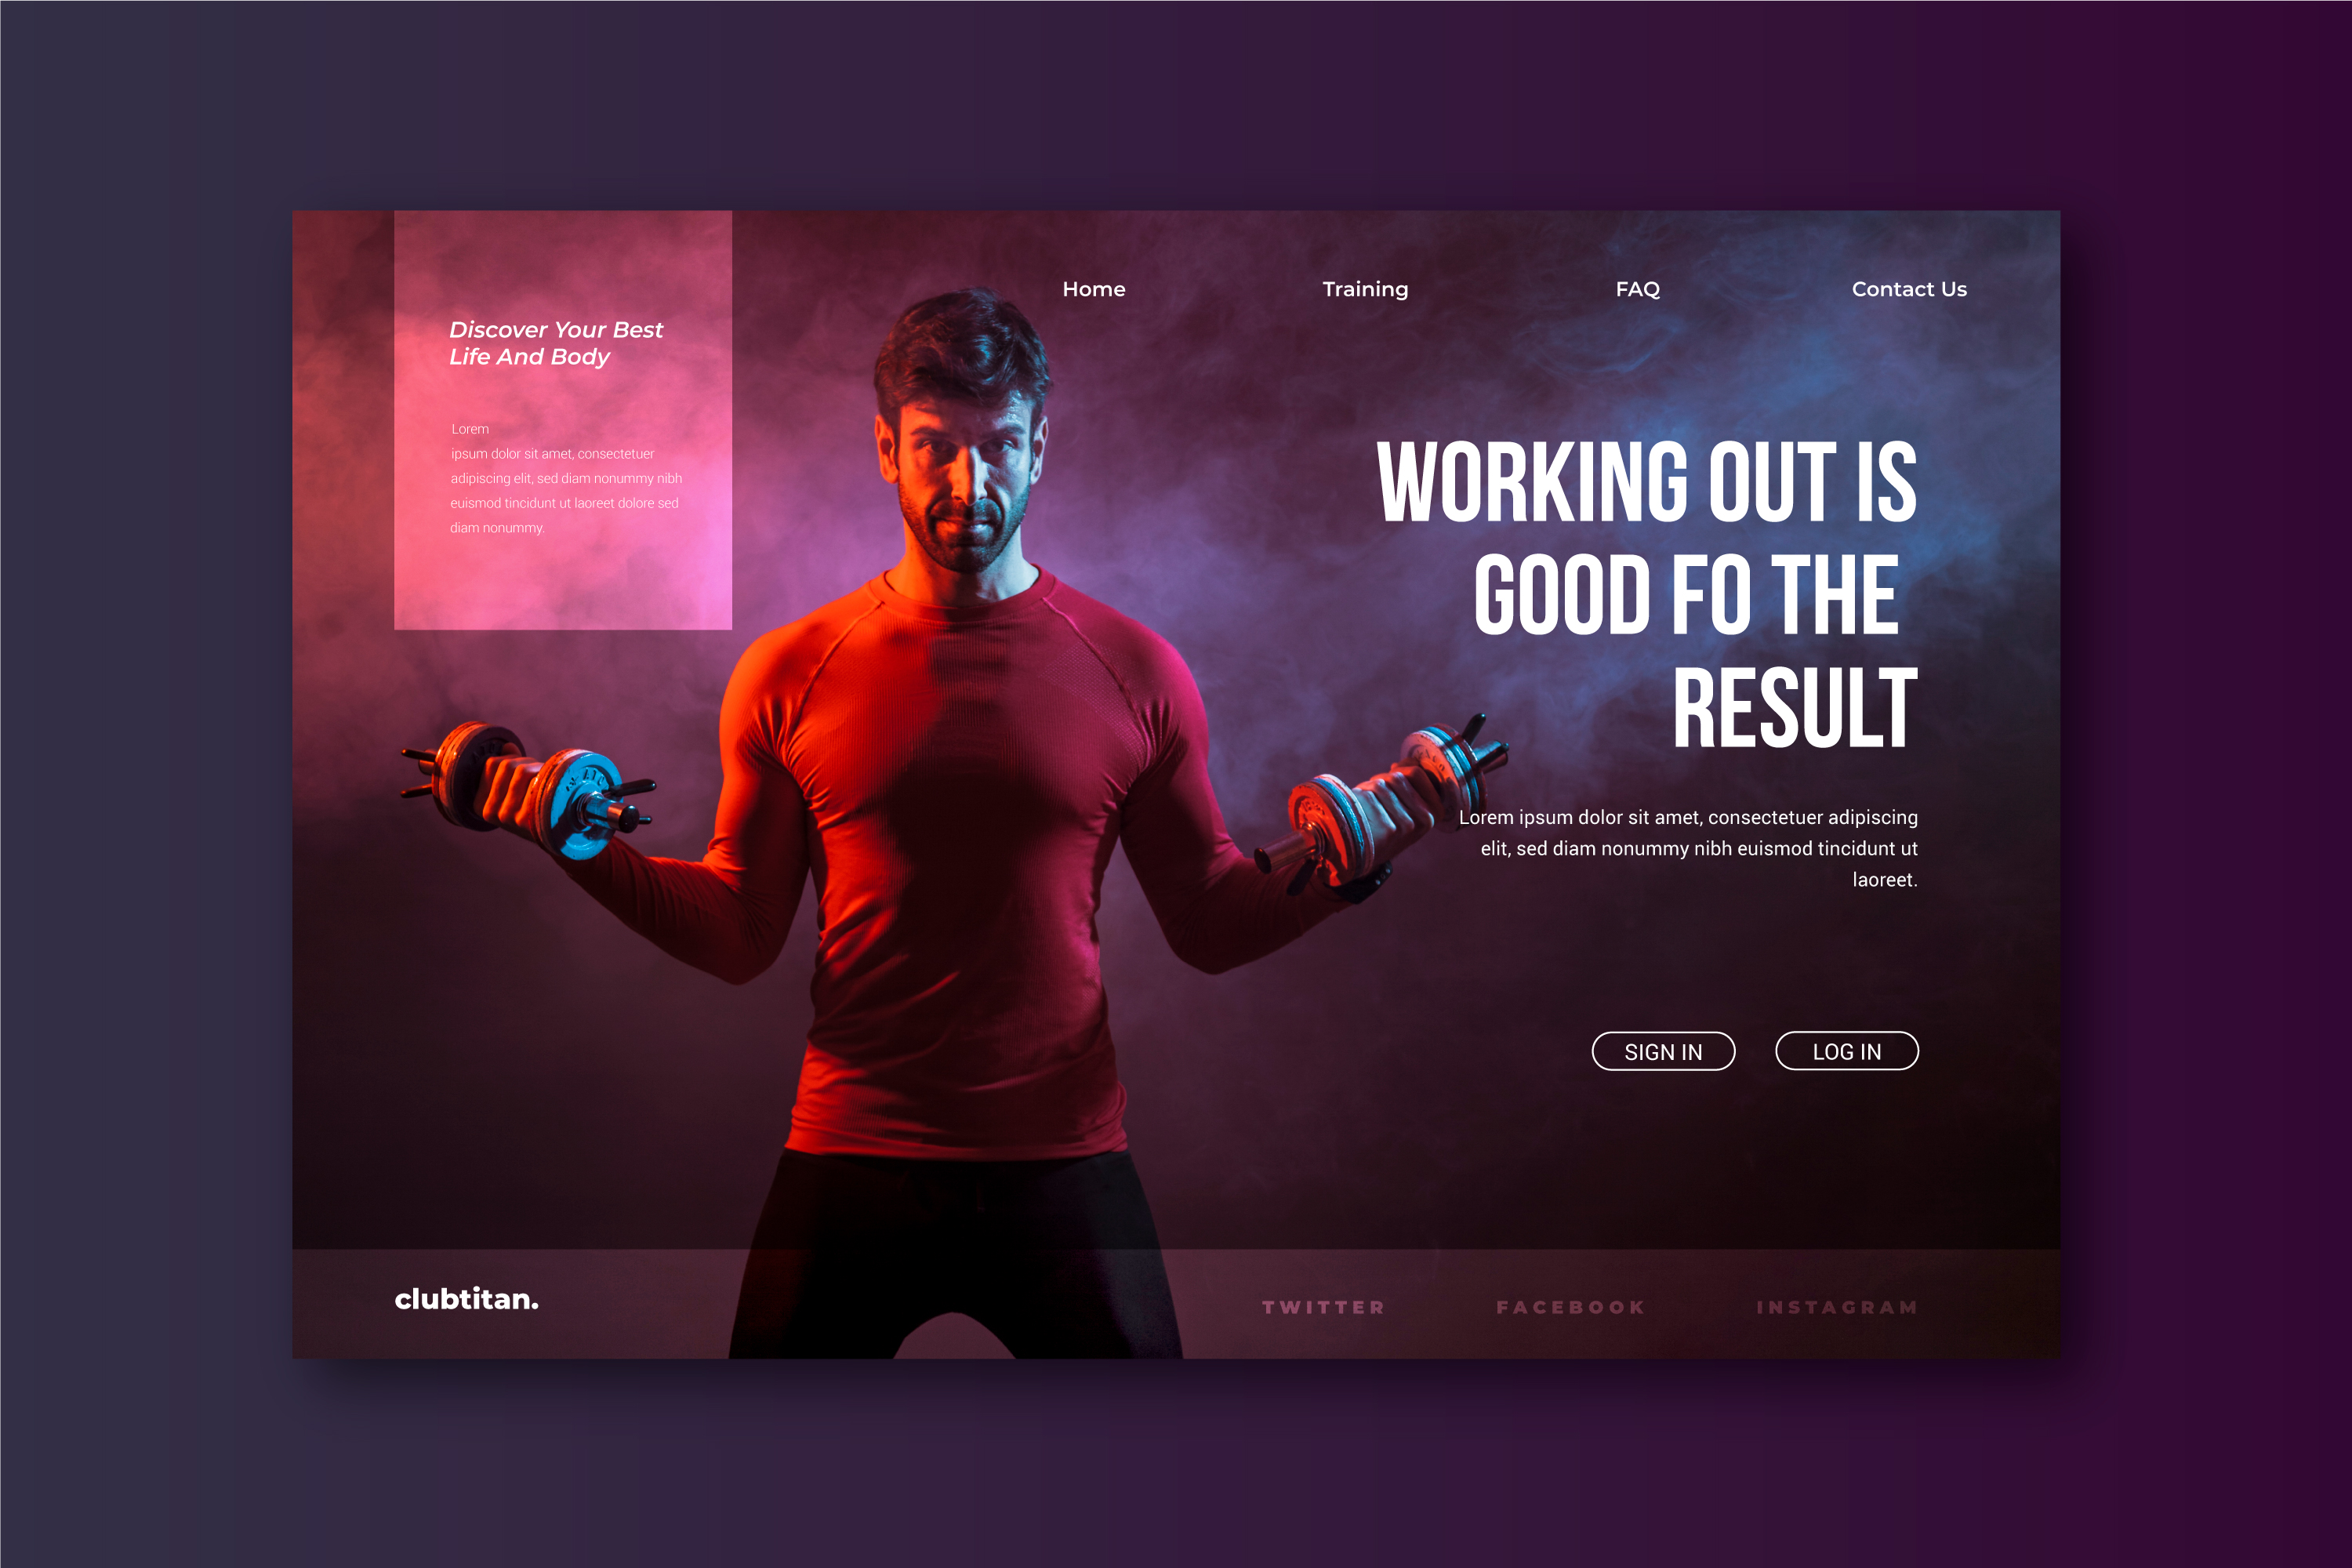 Home Training FAQ Contact Us
Discover Your Best
Life And Body
Lorem
ipsum dolor sit amet, consectetuer
adipiscing elit, sed diam nonummy nibh
euismod tincidunt ut laoreet dolore sed
diam nonummy.
WORKING OUT IS
GOOD FO THE
RESULT
Lorem ipsum dolor sit amet, consectetuer adipiscing
elit, sed diam nonummy nibh euismod tincidunt ut
laoreet.
SIGN IN LOG IN
clubtitan.
TWITTER FACEBOOK INSTAGRAM